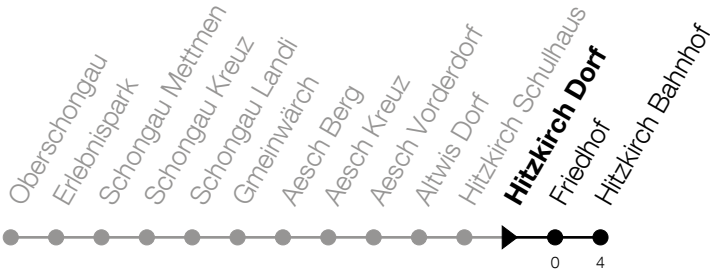 Oberschongau
Erlebnispark
Schongau Mettmen
Schongau Kreuz
Schongau Landi
Gmeinwärch
Aesch Berg
Aesch Kreuz
Aesch Vorderdorf
Altwis Dorf
Hitzkirch Schulhaus
Hitzkirch Dorf
Friedhof
Hitzkirch Bahnhof
0 4